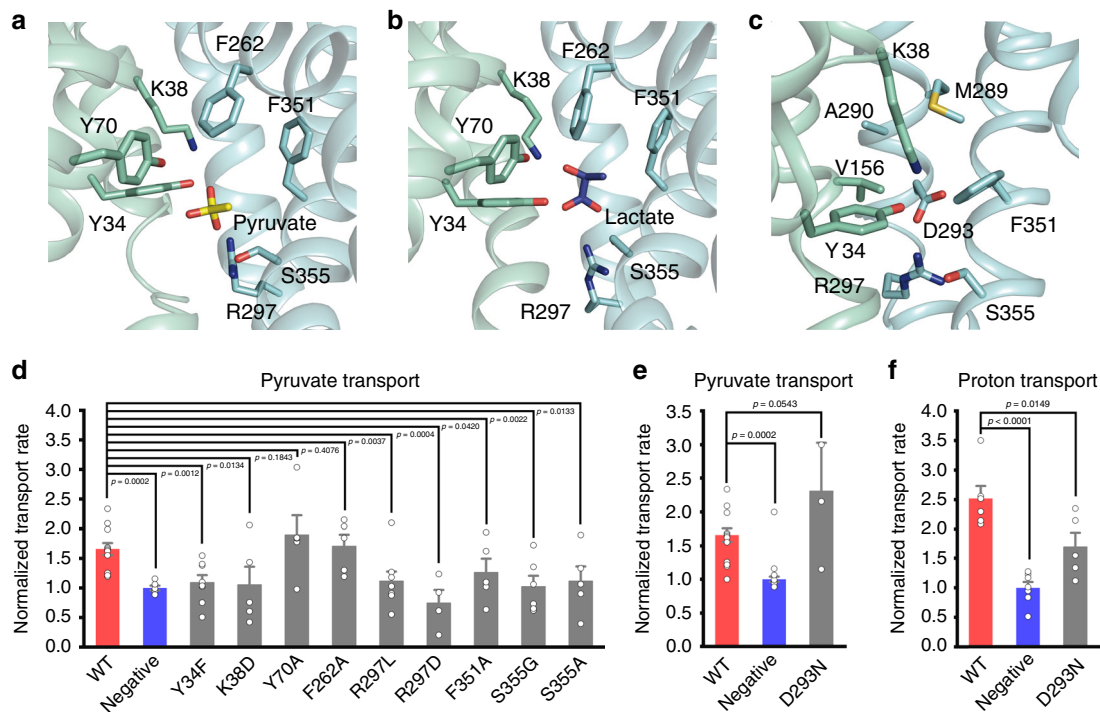 a
F262
K38
F351
Y70
Y34
Pyruvate
S355
R297
b
F262
K38
F351
Y70
Y34
Lactate
S355
R297
c
K38
M289
A290
V156
F351
D293
Y34
R297
S355
d
Pyruvate transport
Normalized transport rate
4.0
3.5
3.0
2.5
2.0
1.5
1.0
0.5
0.0
p = 0.0133
p = 0.0022
p = 0.0420
p = 0.0004
p = 0.0037
p = 0.4076
p = 0.1843
p = 0.0134
p = 0.0012
p = 0.0002
WT
Negative
Y34F
K38D
Y70A
F262A
R297L
R297D
F351A
S355G
S355A
e
Pyruvate transport
Normalized transport rate
3.5
3.0
2.5
2.0
1.5
1.0
0.5
0.0
p = 0.0543
p = 0.0002
WT
Negative
D293N
f
Proton transport
Normalized transport rate
4.0
3.5
3.0
2.5
2.0
1.5
1.0
0.5
0.0
p = 0.0149
p < 0.0001
WT
Negative
D293N